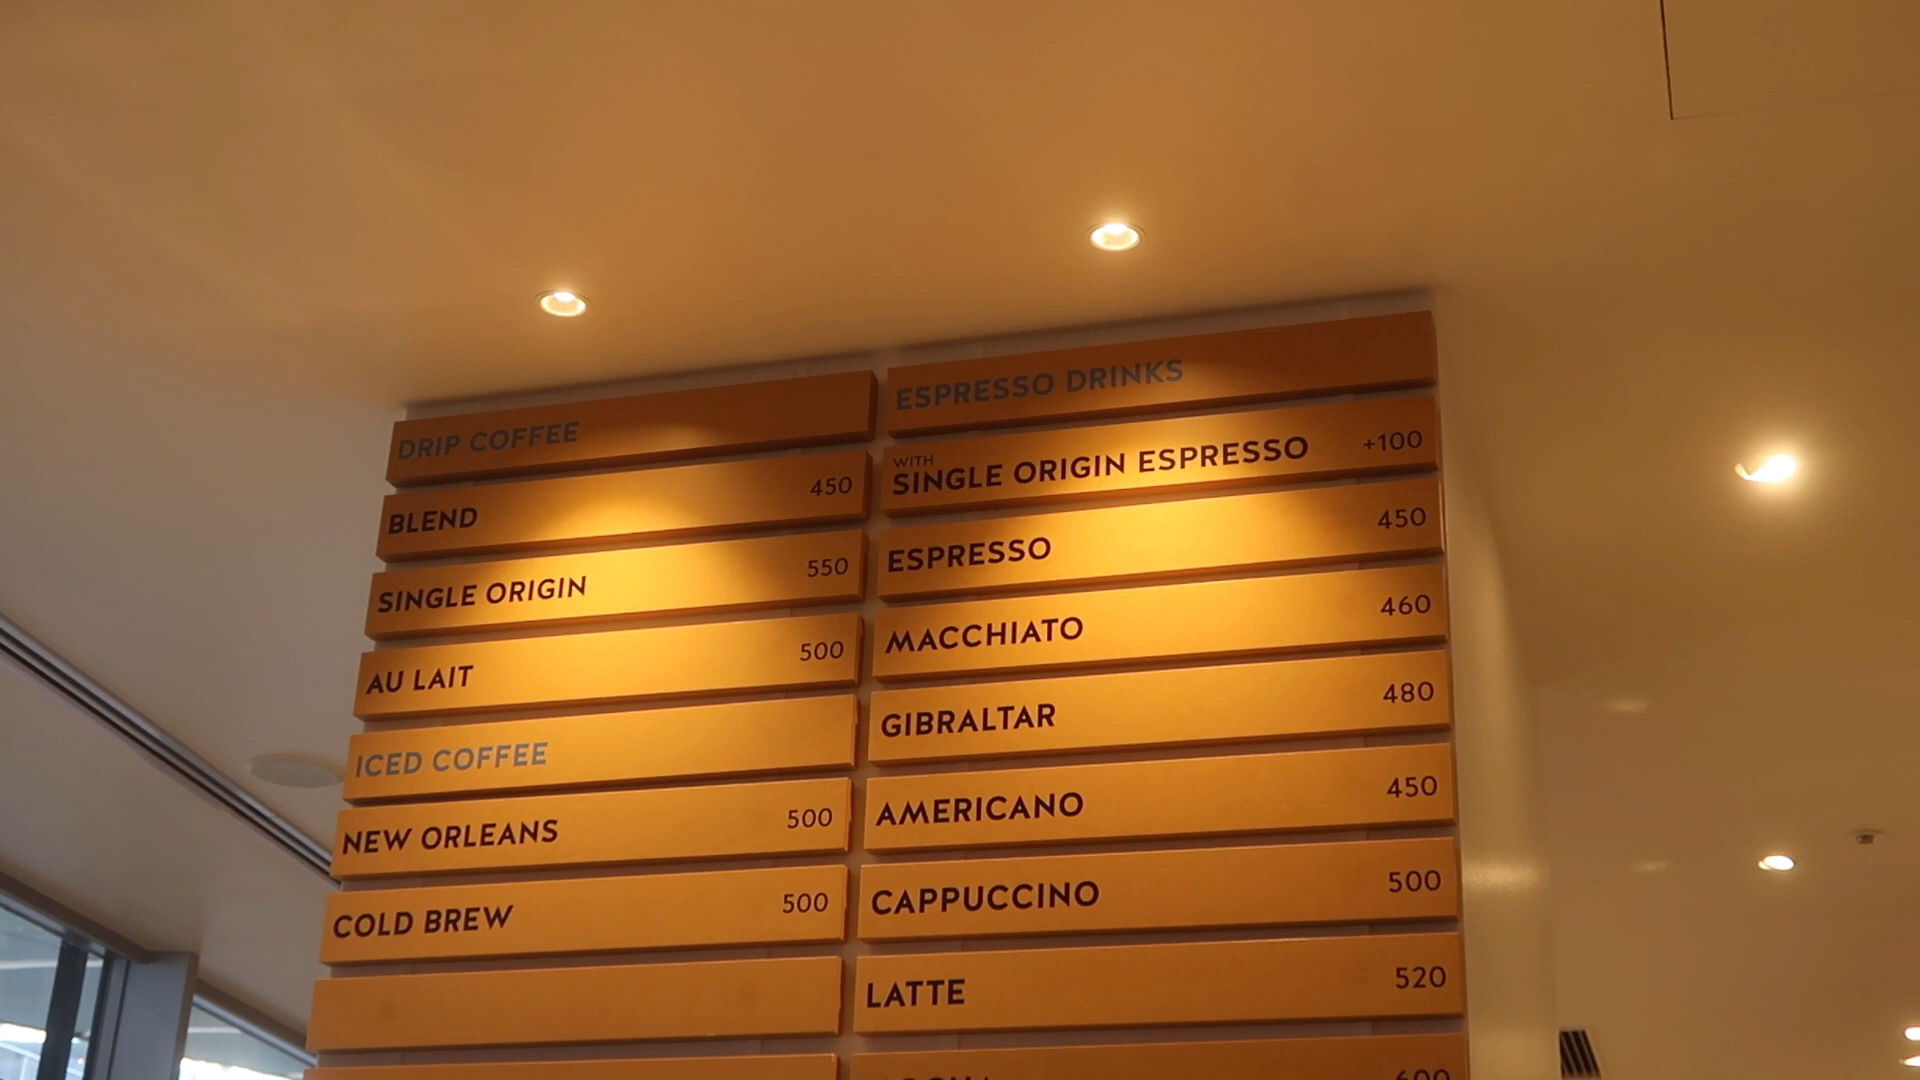 DRIP COFFEE
BLEND 450
SINGLE ORIGIN 550
AU LAIT 500
ICED COFFEE
NEW ORLEANS 500
COLD BREW 500
ESPRESSO DRINKS
WITH
SINGLE ORIGIN ESPRESSO +100
ESPRESSO 450
MACCHIATO 460
GIBRALTAR 480
AMERICANO 450
CAPPUCCINO 500
LATTE 520